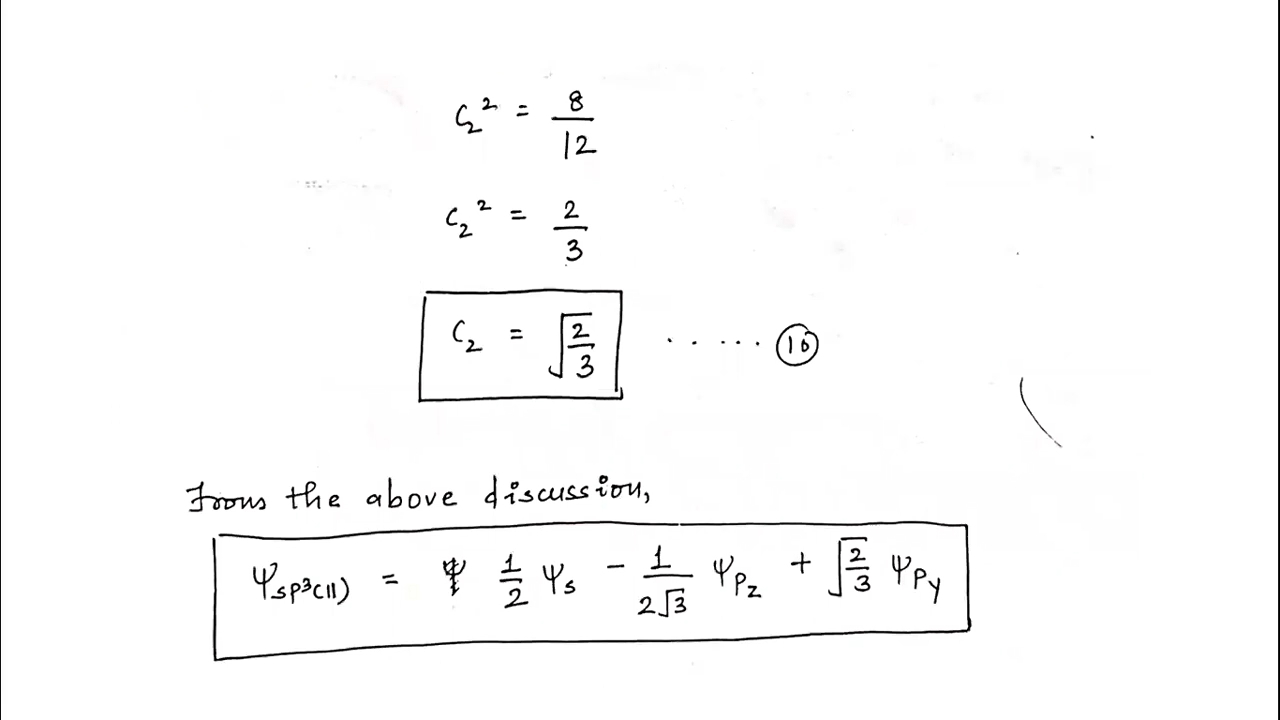 C₂² = 8/12
C₂² = 2/3
C₂ = √(2/3) ...... (16)
From the above discussion,
Ψsp³(II) = 1/2 Ψs - 1/(2√3) Ψpz + √(2/3) Ψpy